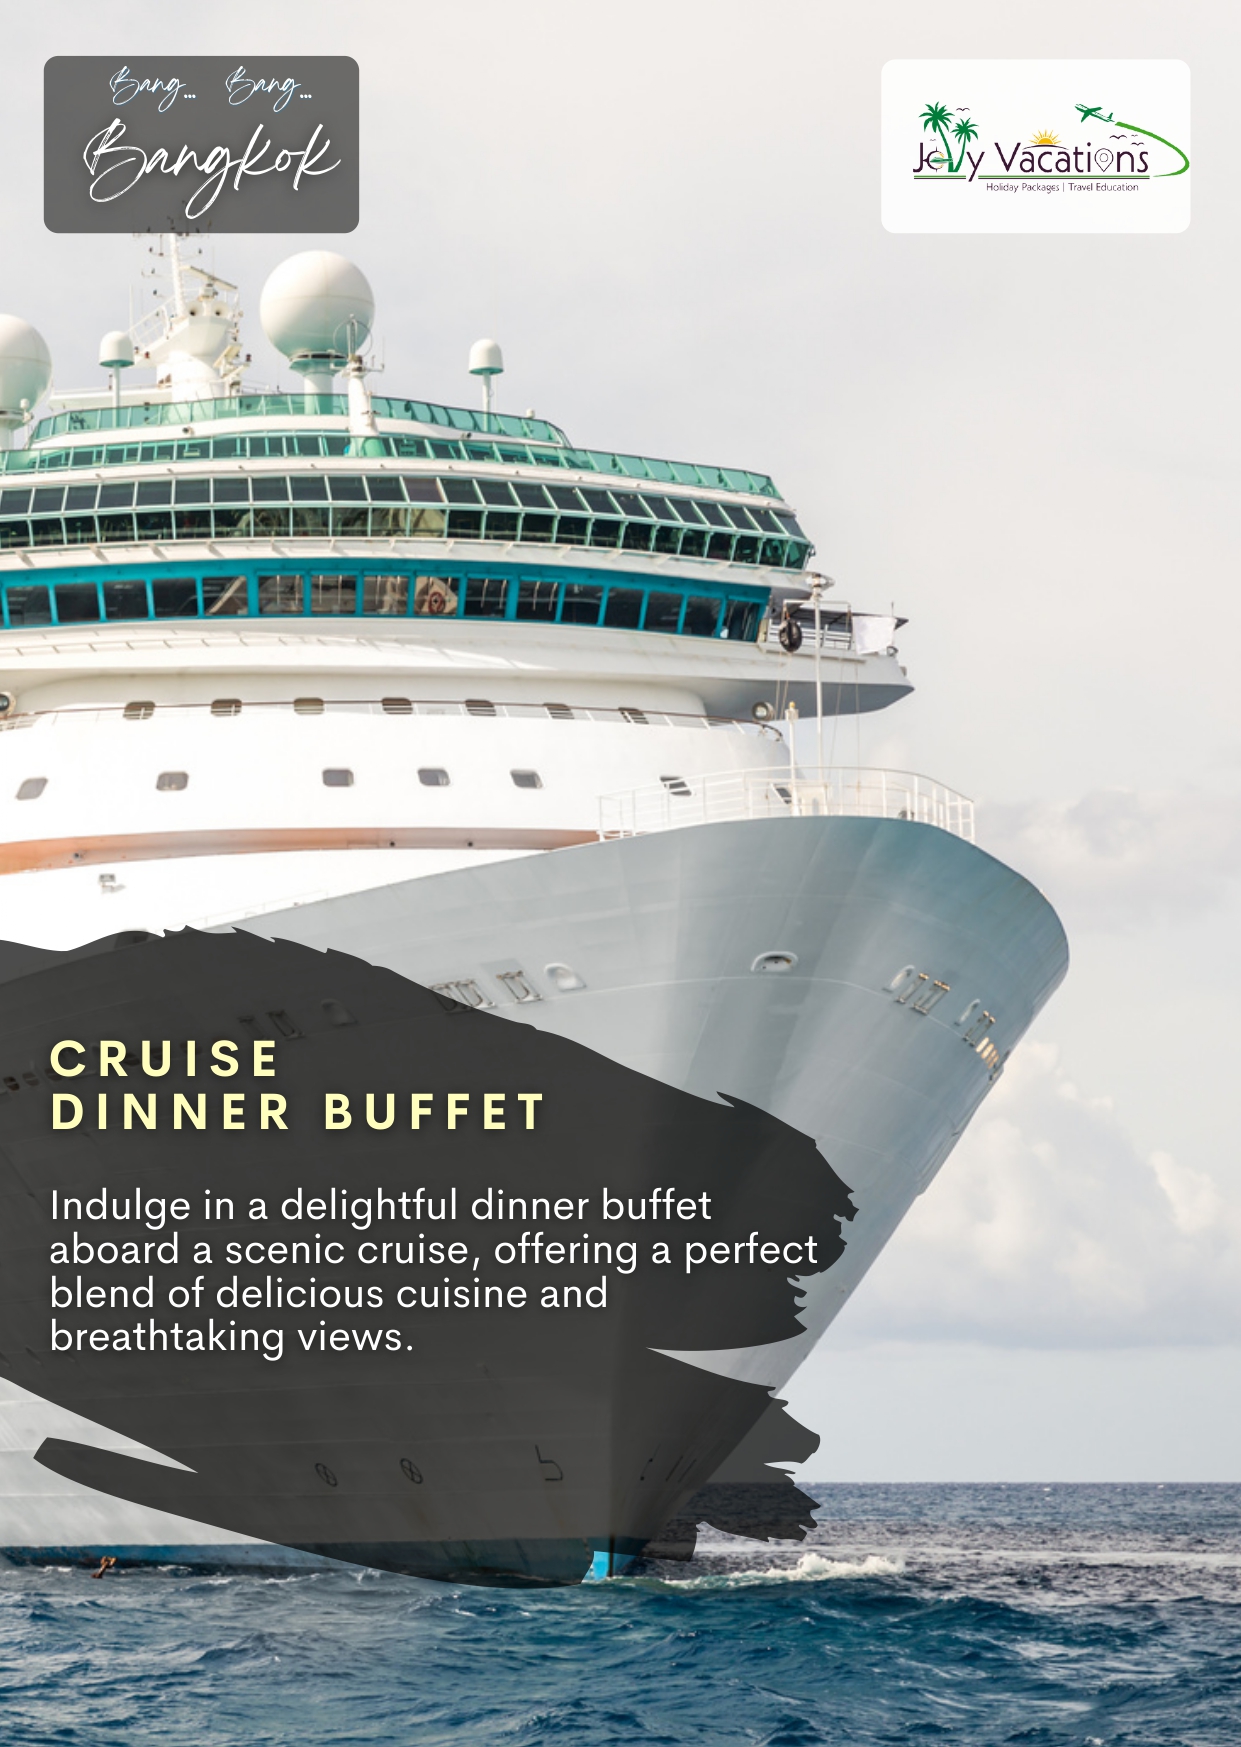 Bang... Bang...
Bangkok
Jolly Vacations
Holiday Packages | Travel Education
CRUISE
DINNER BUFFET
Indulge in a delightful dinner buffet
aboard a scenic cruise, offering a perfect
blend of delicious cuisine and
breathtaking views.